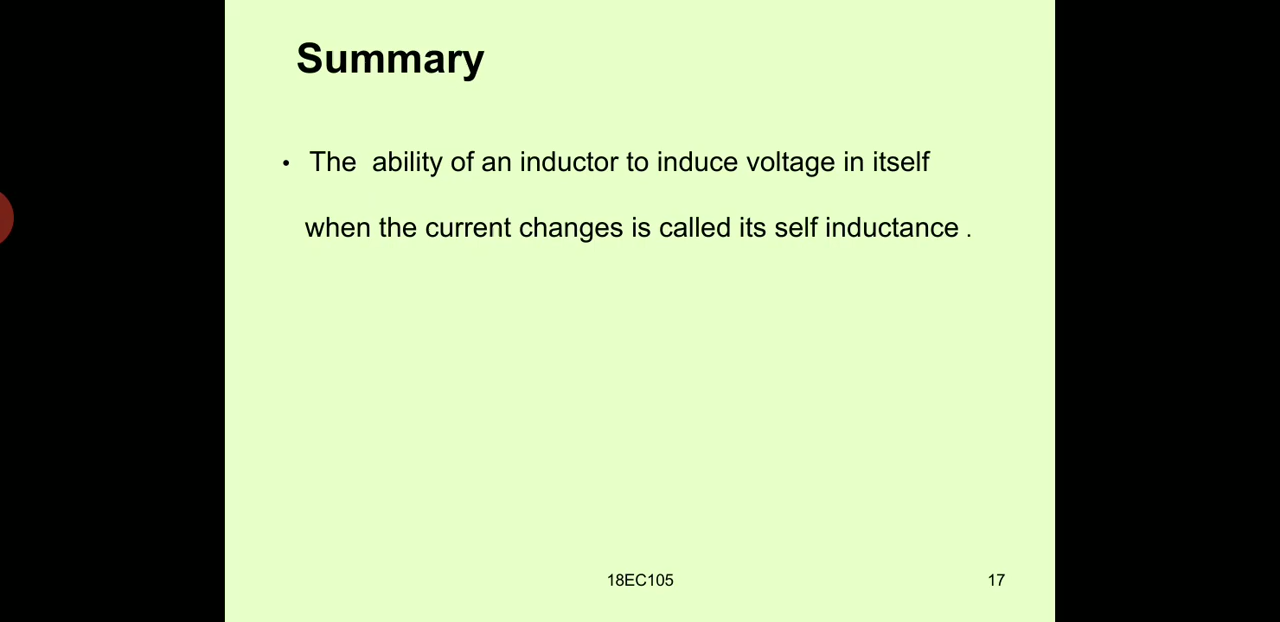 Summary
• The ability of an inductor to induce voltage in itself
when the current changes is called its self inductance .
18EC105
17